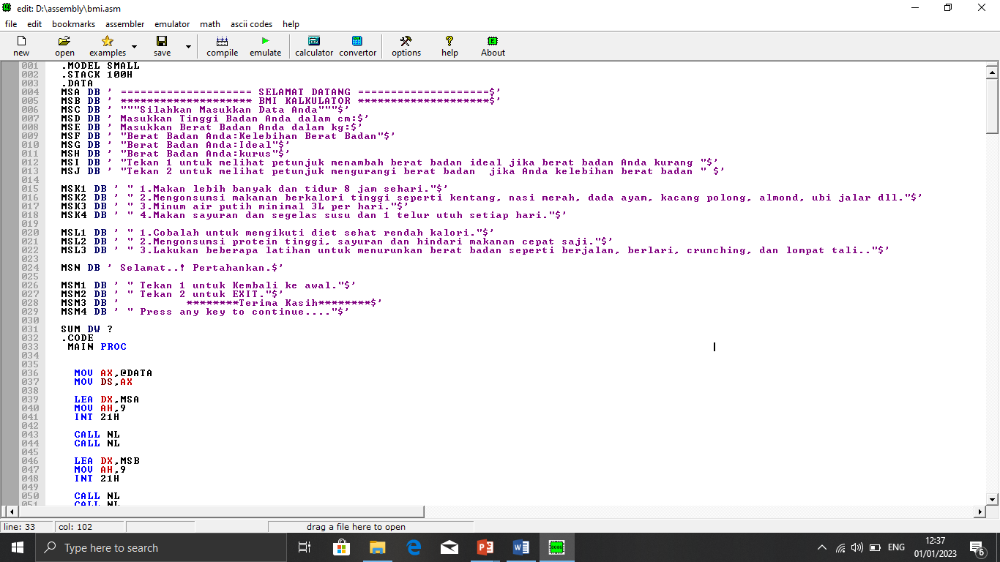 edit: D:\assembly\bmi.asm
file edit bookmarks assembler emulator math ascii codes help
new open examples save compile emulate calculator convertor options help About
001 .MODEL SMALL
002 .STACK 100H
003 .DATA
004 MSA DB ' ==================== SELAMAT DATANG ====================$'
005 MSB DB ' ******************** BMI KALKULATOR ********************$'
006 MSC DB ' """Silahkan Masukkan Data Anda"""$'
007 MSD DB ' Masukkan Tinggi Badan Anda dalam cm:$'
008 MSE DB ' Masukkan Berat Badan Anda dalam kg:$'
009 MSF DB ' "Berat Badan Anda:Kelebihan Berat Badan"$'
010 MSG DB ' "Berat Badan Anda:Ideal"$'
011 MSH DB ' "Berat Badan Anda:kurus"$'
012 MSI DB ' "Tekan 1 untuk melihat petunjuk menambah berat badan ideal jika berat badan Anda kurang "$'
013 MSJ DB ' "Tekan 2 untuk melihat petunjuk mengurangi berat badan  jika Anda kelebihan berat badan " $'
014
015 MSK1 DB ' " 1.Makan lebih banyak dan tidur 8 jam sehari."$'
016 MSK2 DB ' " 2.Mengonsumsi makanan berkalori tinggi seperti kentang, nasi merah, dada ayam, kacang polong, almond, ubi jalar dll."$'
017 MSK3 DB ' " 3.Minum air putih minimal 3L per hari."$'
018 MSK4 DB ' " 4.Makan sayuran dan segelas susu dan 1 telur utuh setiap hari."$'
019
020 MSL1 DB ' " 1.Cobalah untuk mengikuti diet sehat rendah kalori."$'
021 MSL2 DB ' " 2.Mengonsumsi protein tinggi, sayuran dan hindari makanan cepat saji."$'
022 MSL3 DB ' " 3.Lakukan beberapa latihan untuk menurunkan berat badan seperti berjalan, berlari, crunching, dan lompat tali.."$'
023
024 MSN DB ' Selamat..! Pertahankan.$'
025
026 MSM1 DB ' " Tekan 1 untuk Kembali ke awal."$'
027 MSM2 DB ' " Tekan 2 untuk EXIT."$'
028 MSM3 DB '          ********Terima Kasih********$'
029 MSM4 DB ' " Press any key to continue...."$'
030
031 SUM DW ?
032 .CODE
033 MAIN PROC
034
035
036 MOV AX,@DATA
037 MOV DS,AX
038
039 LEA DX,MSA
040 MOV AH,9
041 INT 21H
042
043 CALL NL
044 CALL NL
045
046 LEA DX,MSB
047 MOV AH,9
048 INT 21H
049
050 CALL NL
051 CALL NL
line: 33 col: 102 drag a file here to open
Type here to search ENG 12:37
01/01/2023 6